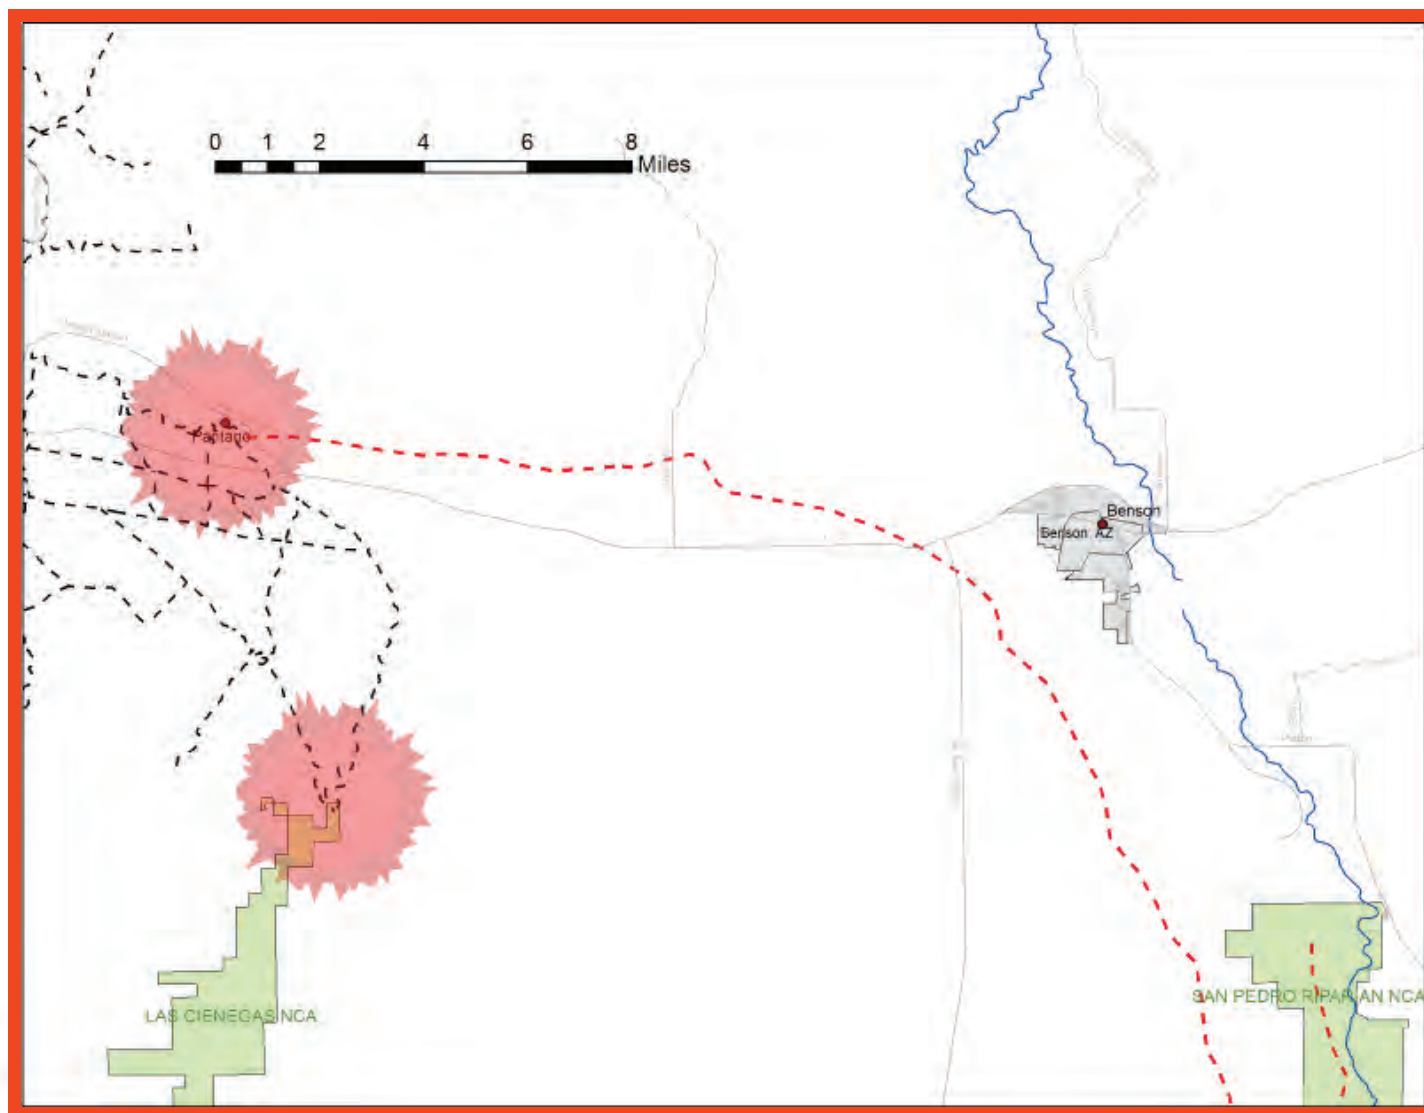 0 1 2 4 6 8
Miles
Pantano
Benson
Benson AZ
SAN PEDRO RIPARIAN NCA
LAS CIENEGAS NCA